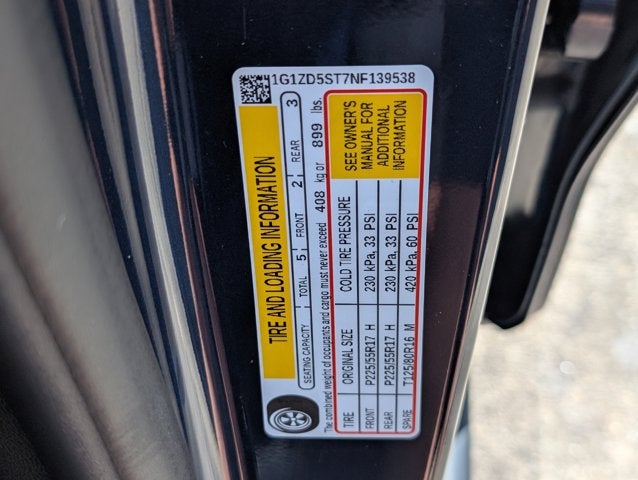 1G1ZD5ST7NF139538
TIRE AND LOADING INFORMATION
SEATING CAPACITY TOTAL 5 FRONT 2 REAR 3
The combined weight of occupants and cargo must never exceed 408 kg or 899 lbs.
TIRE ORIGINAL SIZE COLD TIRE PRESSURE
FRONT P225/55R17 H 230 kPa, 33 PSI
REAR P225/55R17 H 230 kPa, 33 PSI
SPARE T125/80R16 M 420 kPa, 60 PSI
SEE OWNER'S
MANUAL FOR
ADDITIONAL
INFORMATION